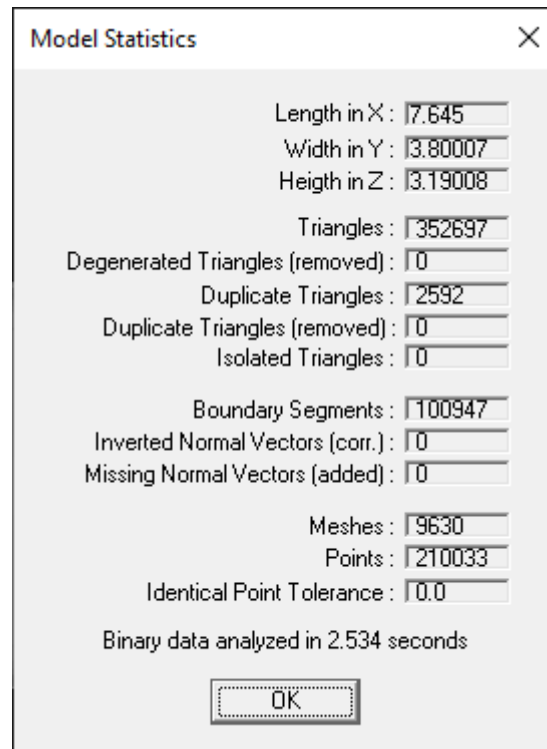 Model Statistics
Length in X : 7.645
Width in Y : 3.80007
Heigth in Z : 3.19008
Triangles : 352697
Degenerated Triangles (removed) : 0
Duplicate Triangles : 2592
Duplicate Triangles (removed) : 0
Isolated Triangles : 0
Boundary Segments : 100947
Inverted Normal Vectors (corr.) : 0
Missing Normal Vectors (added) : 0
Meshes : 9630
Points : 210033
Identical Point Tolerance : 0.0
Binary data analyzed in 2.534 seconds
OK